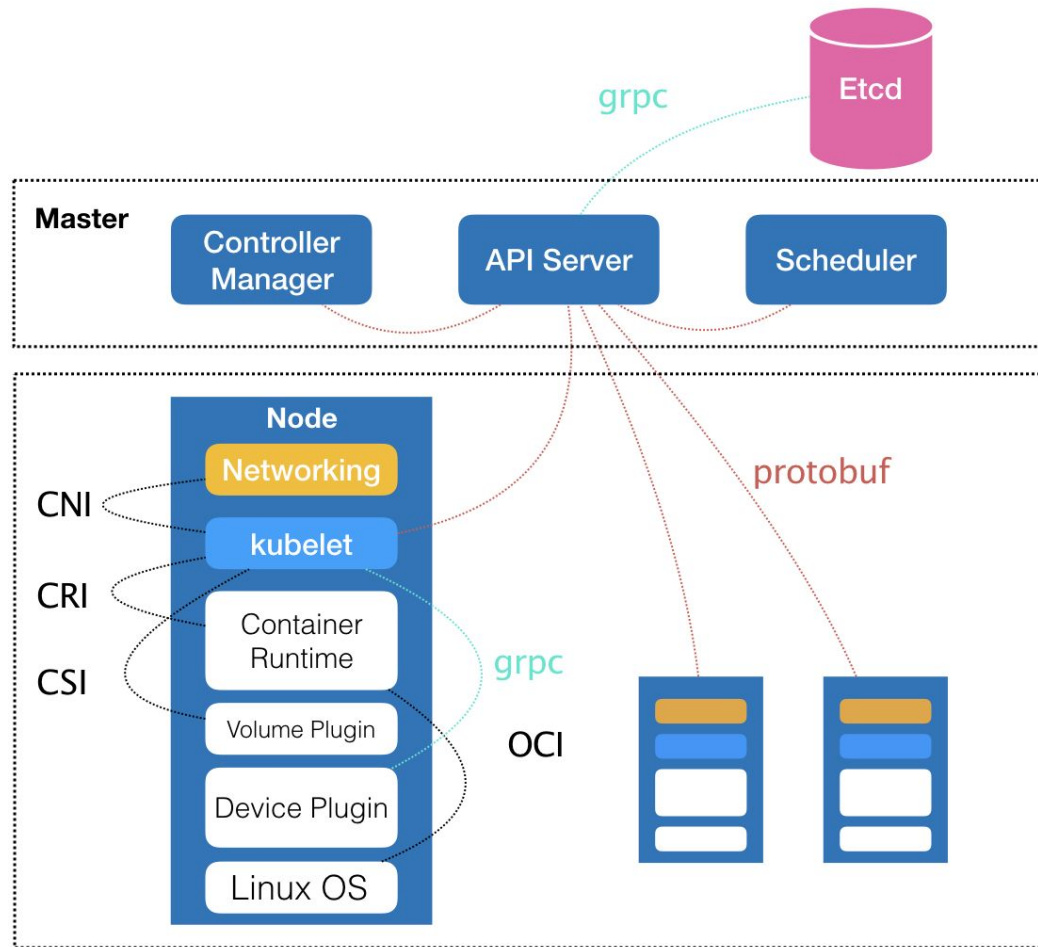 Etcd
grpc
Master
Controller
Manager
API Server
Scheduler
Node
Networking
CNI
kubelet
protobuf
CRI
Container
Runtime
grpc
CSI
Volume Plugin
OCI
Device Plugin
Linux OS